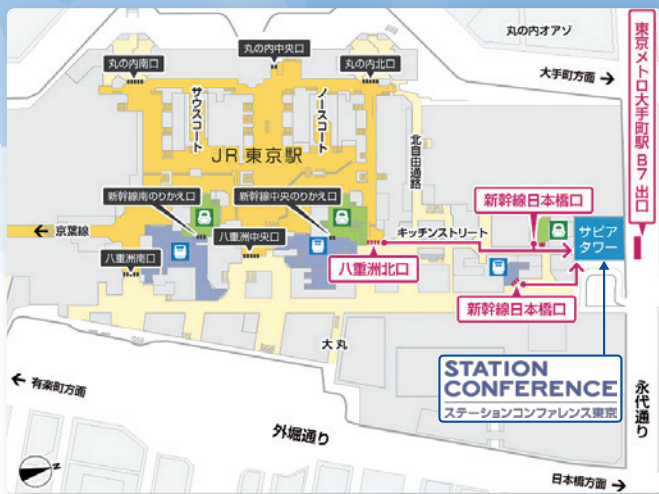 丸の内オアゾ
丸の内中央口
丸の内南口
丸の内北口
大手町方面
東京メトロ大手町駅 B7 出口
サウスコート
ノースコート
北自由通路
JR 東京駅
新幹線南のりかえ口
新幹線中央のりかえ口
新幹線日本橋口
京葉線
八重洲中央口
キッチンストリート
サピア
タワー
八重洲南口
八重洲北口
新幹線日本橋口
大丸
STATION
CONFERENCE
ステーションコンファレンス東京
有楽町方面
永代通り
外堀通り
N
日本橋方面